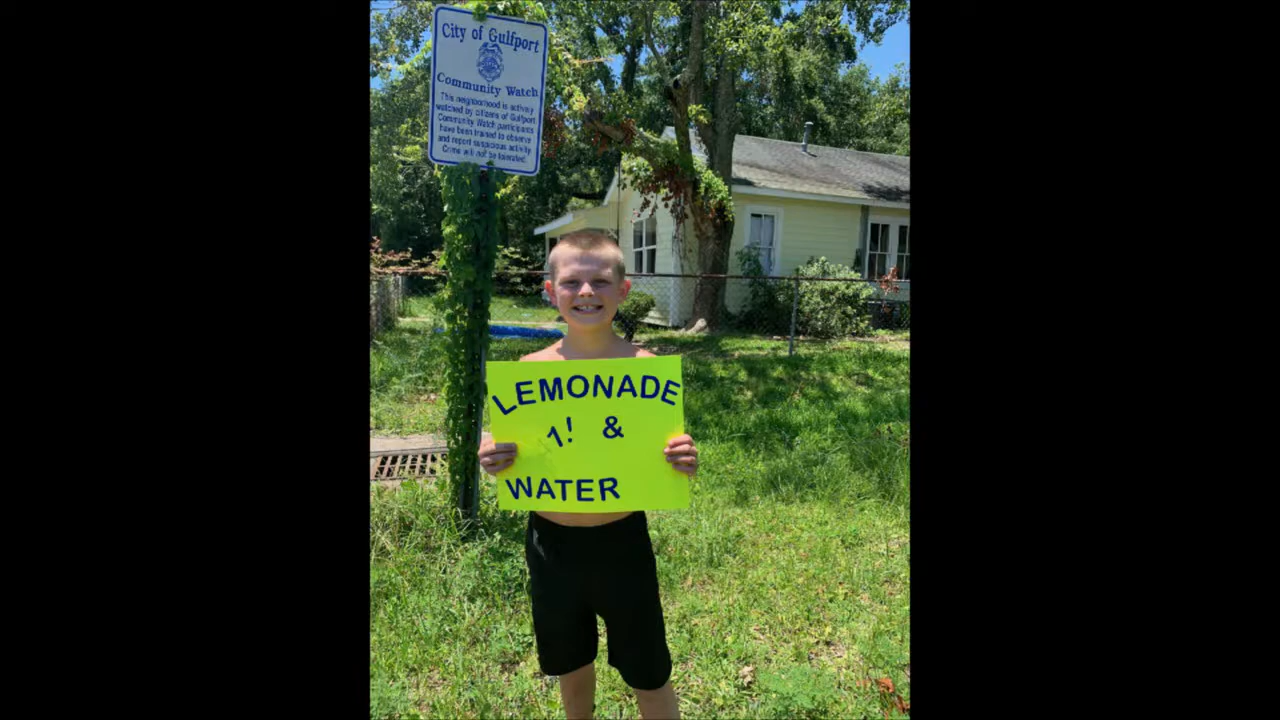 City of Gulfport
Community Watch
This neighborhood is actively
watched by citizens of Gulfport
Community Watch participants
have been trained to observe
and report suspicious activity
Crime will not be tolerated.
LEMONADE
1! &
WATER